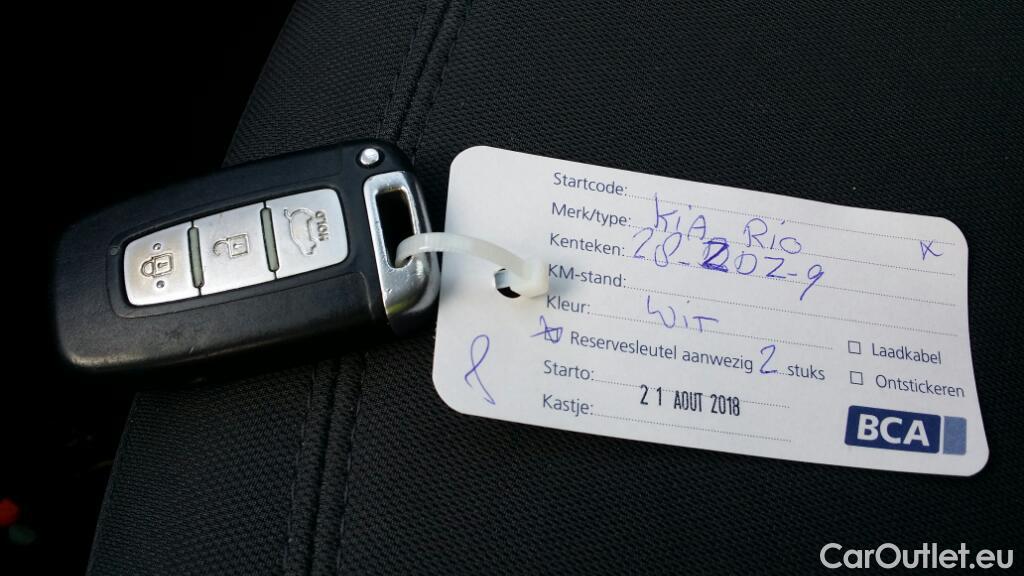 HOLD
Startcode:
Merk/type: KiA RIO x
Kenteken: 28-ZDZ-9
KM-stand:
Kleur: WiT
Reservesleutel aanwezig 2 stuks
Laadkabel
Starto:
Ontstickeren
21 AOUT 2018
Kastje:
BCA
CarOutlet.eu